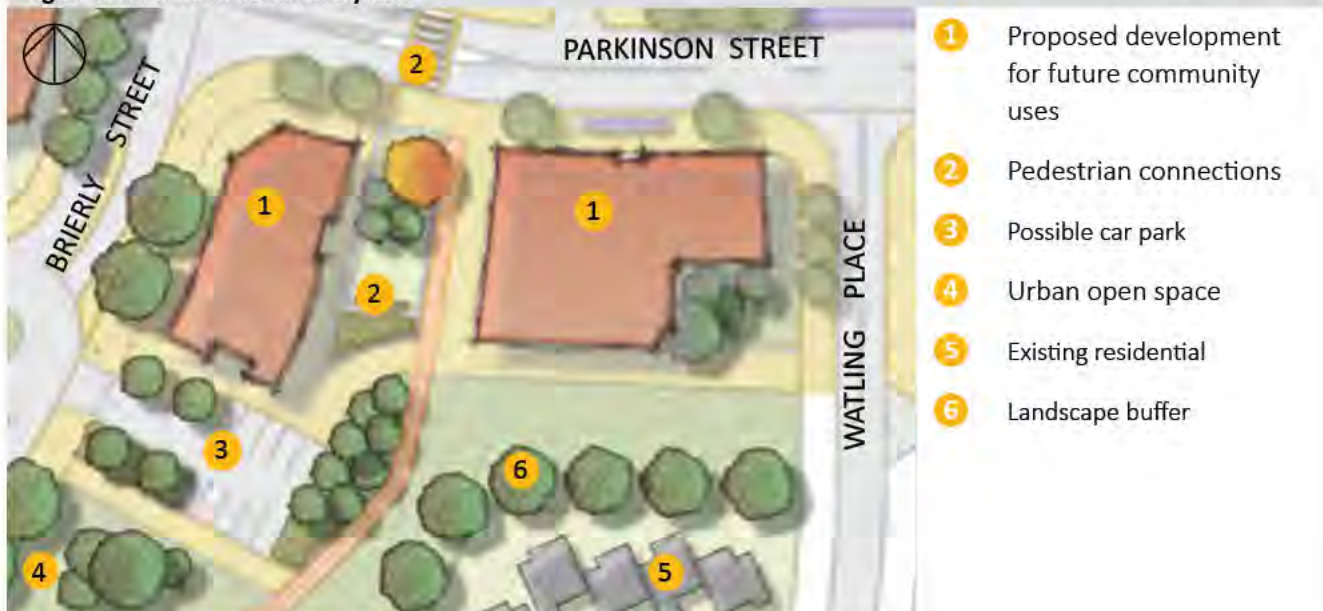 PARKINSON STREET
BRIERLY STREET
WATLING PLACE
2
1
1
2
3
6
4
5
1 Proposed development
for future community
uses
2 Pedestrian connections
3 Possible car park
4 Urban open space
5 Existing residential
6 Landscape buffer